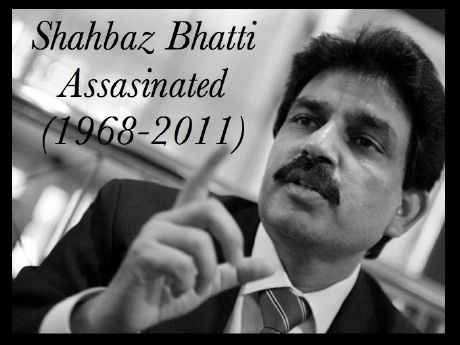 Shahbaz Bhatti
Assasinated
(1968-2011)